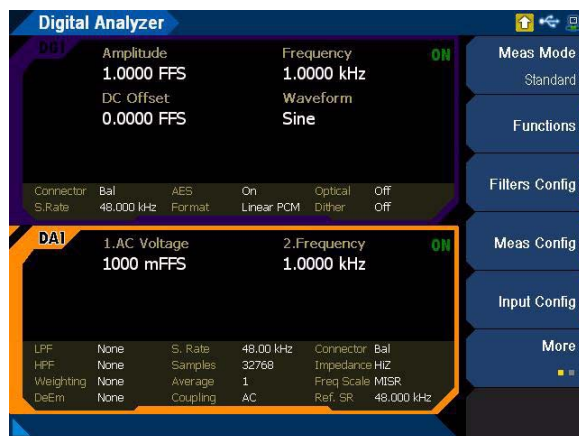 Digital Analyzer
DG1
Amplitude Frequency ON
1.0000 FFS 1.0000 kHz
DC Offset Waveform
0.0000 FFS Sine
Connector Bal AES On Optical Off
S.Rate 48.000 kHz Format Linear PCM Dither Off
DA1
1.AC Voltage 2.Frequency ON
1000 mFFS 1.0000 kHz
LPF None S. Rate 48.00 kHz Connector Bal
HPF None Samples 32768 Impedance HiZ
Weighting None Average 1 Freq Scale MISR
DeEm None Coupling AC Ref. SR 48.000 kHz
Meas Mode
Standard
Functions
Fillers Config
Meas Config
Input Config
More